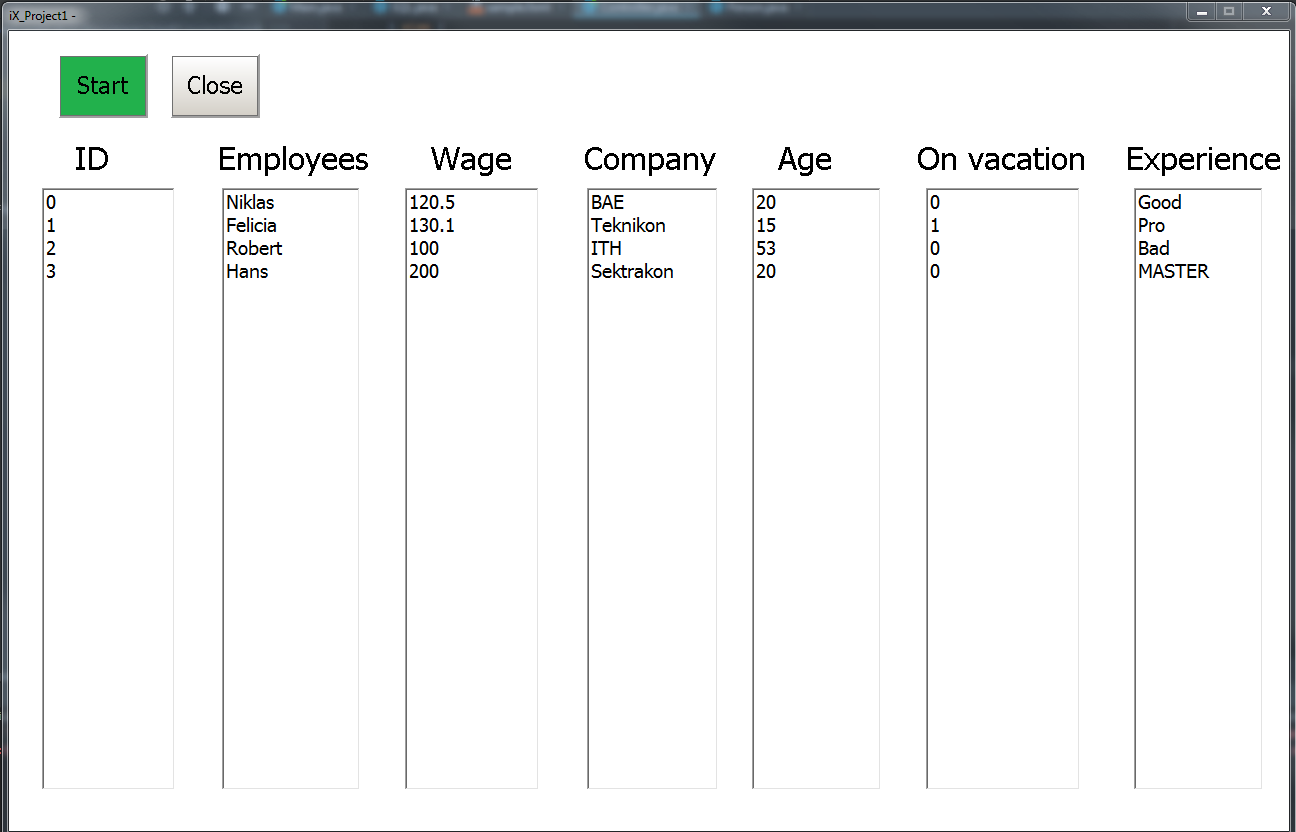 iX_Project1 -
Start Close
ID Employees Wage Company Age On vacation Experience
0 Niklas 120.5 BAE 20 0 Good
1 Felicia 130.1 Teknikon 15 1 Pro
2 Robert 100 ITH 53 0 Bad
3 Hans 200 Sektrakon 20 0 MASTER